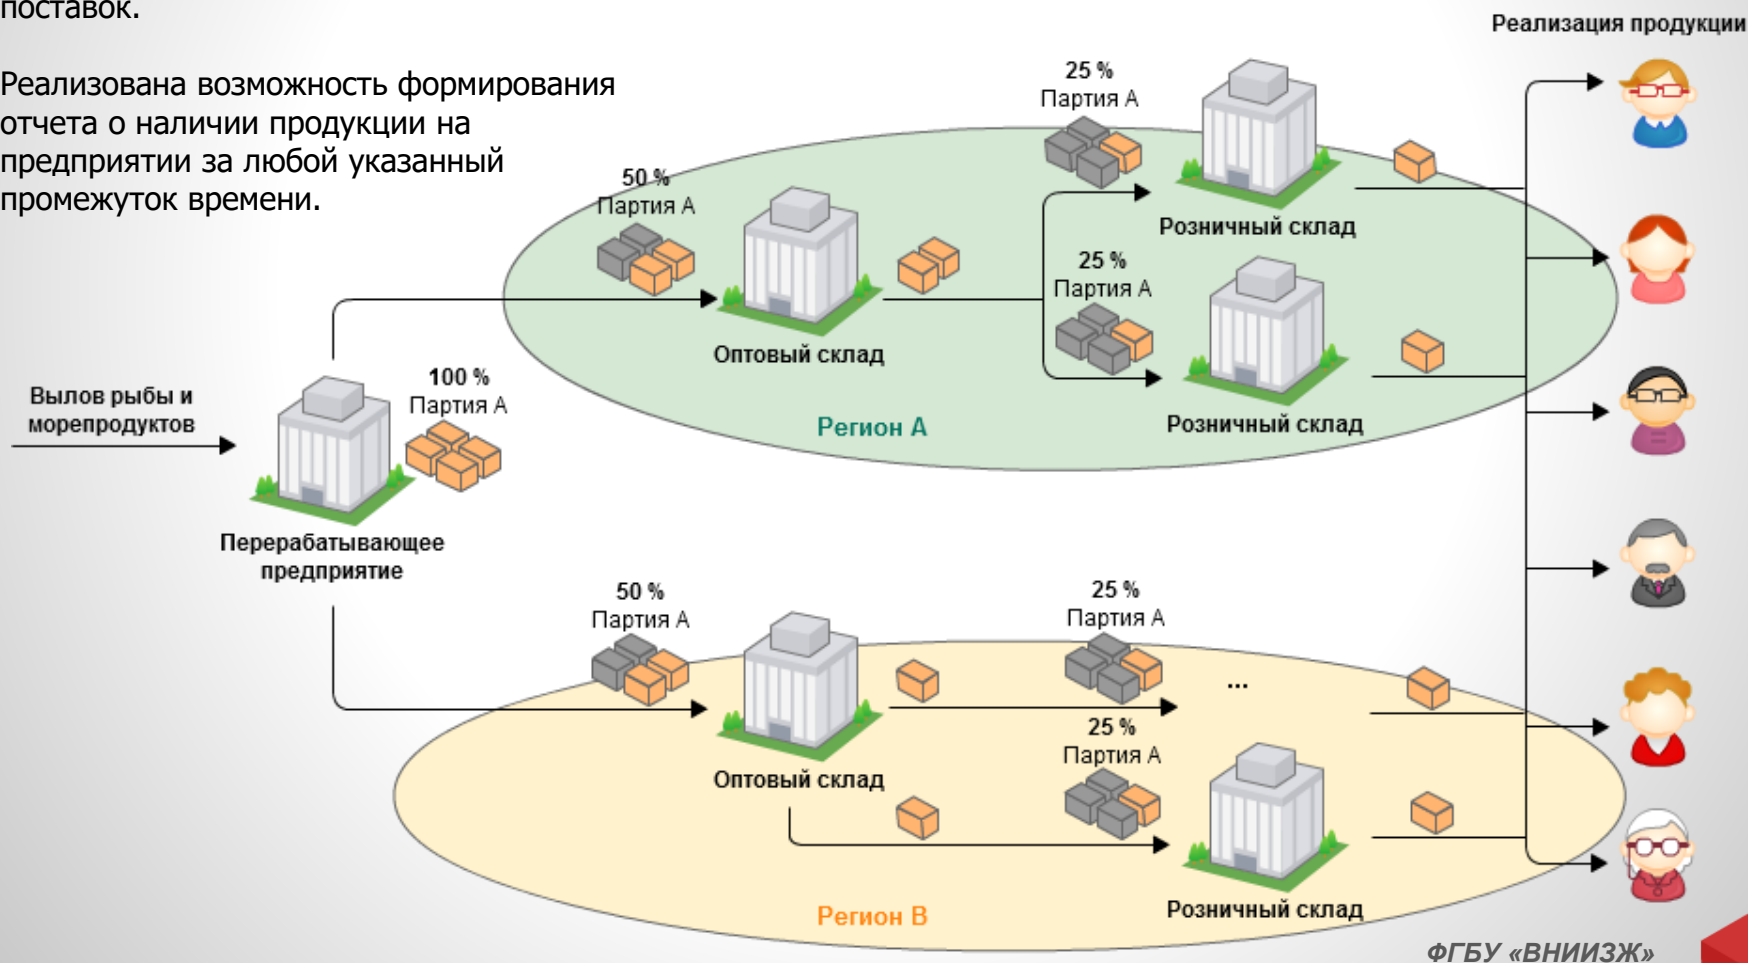 поставок.
Реализована возможность формирования
отчета о наличии продукции на
предприятии за любой указанный
промежуток времени.
Реализация продукции
25 %
Партия А
50 %
Партия А
Розничный склад
25 %
Партия А
Оптовый склад
Вылов рыбы и
морепродуктов
100 %
Партия А
Регион А
Розничный склад
Перерабатывающее
предприятие
50 %
Партия А
25 %
Партия А
...
25 %
Партия А
Оптовый склад
Регион В
Розничный склад
ФГБУ «ВНИИЗЖ»